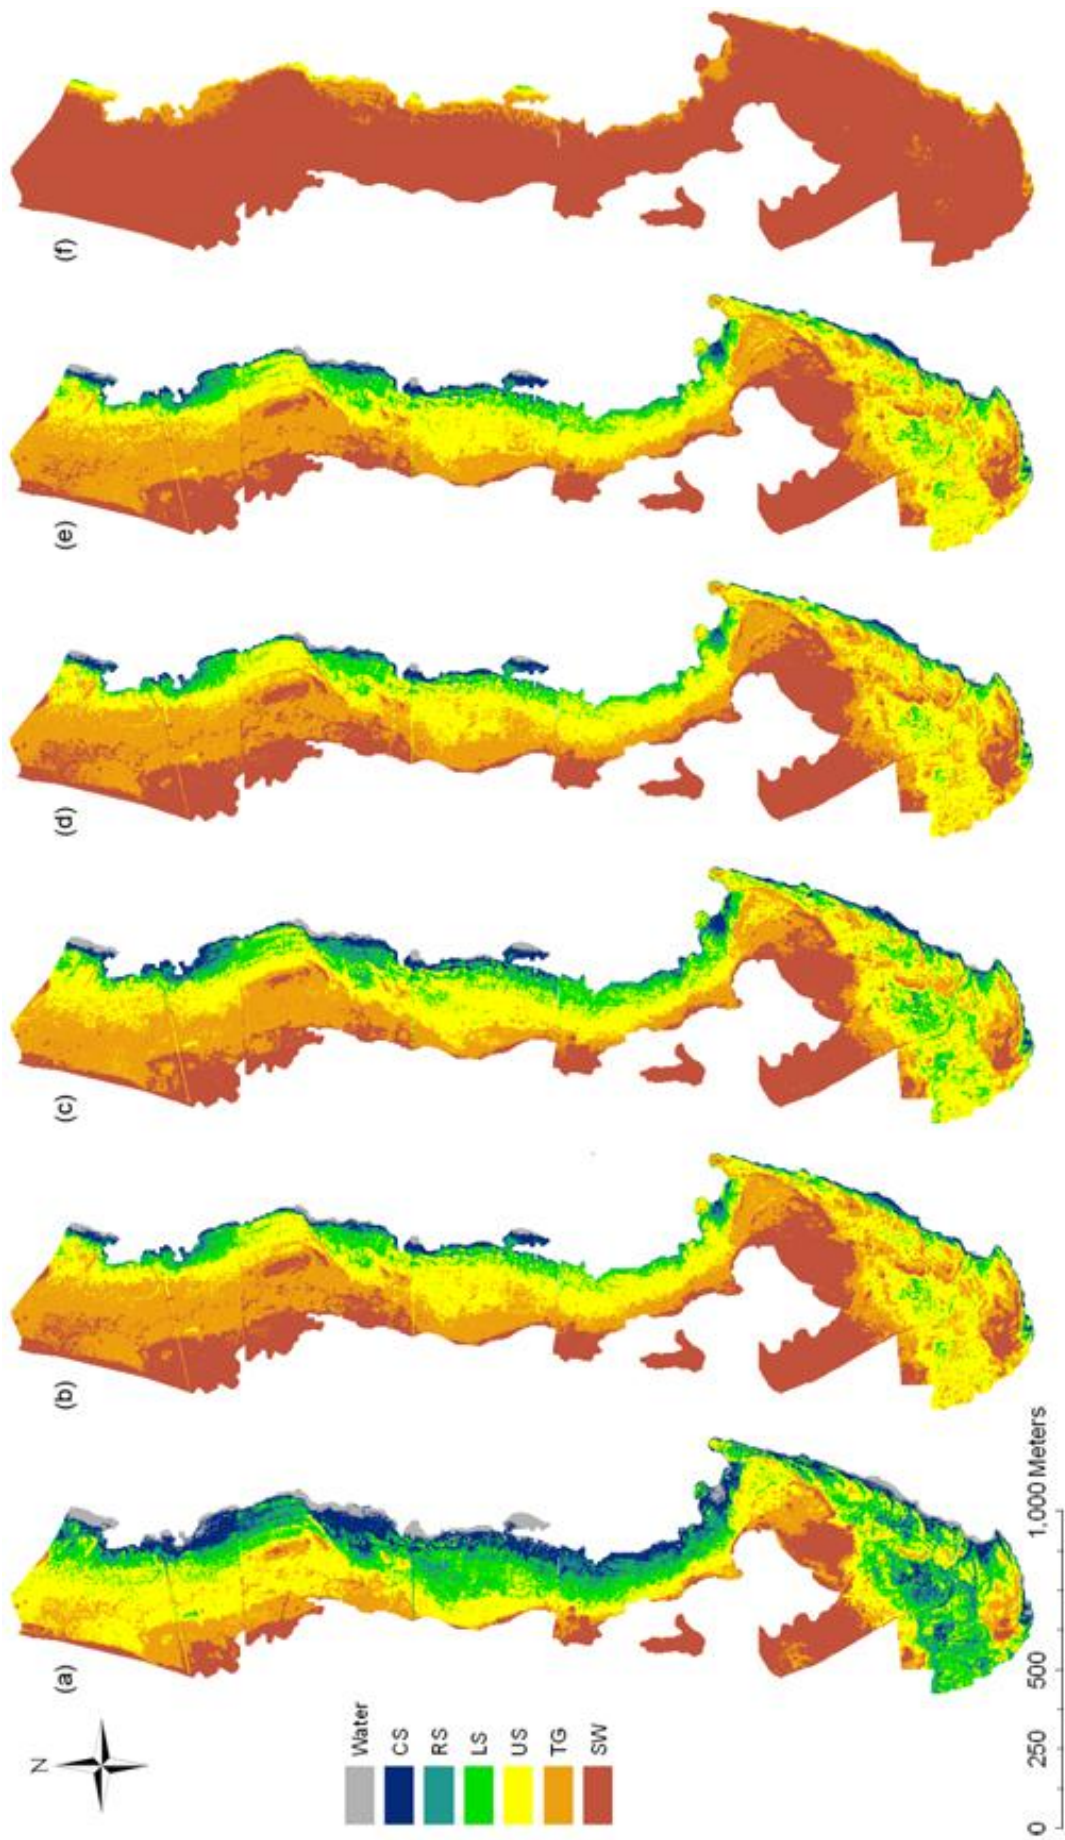 N
Water
CS
RS
LS
US
TG
SW
0 250 500 1,000 Meters
(a)
(b)
(c)
(d)
(e)
(f)